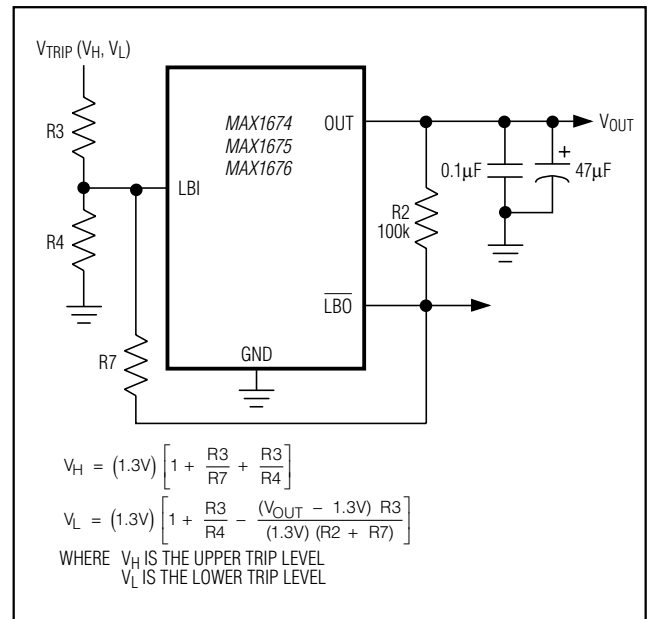 VTRIP (VH, VL)
R3
R4
R7
LBI
MAX1674
MAX1675
MAX1676
OUT
GND
LBO
R2
100k
0.1µF
+
47µF
VOUT
VH = (1.3V) [1 + R3/R7 + R3/R4]
VL = (1.3V) [1 + R3/R4 - (VOUT - 1.3V) R3/(1.3V) (R2 + R7)]
WHERE VH IS THE UPPER TRIP LEVEL
VL IS THE LOWER TRIP LEVEL